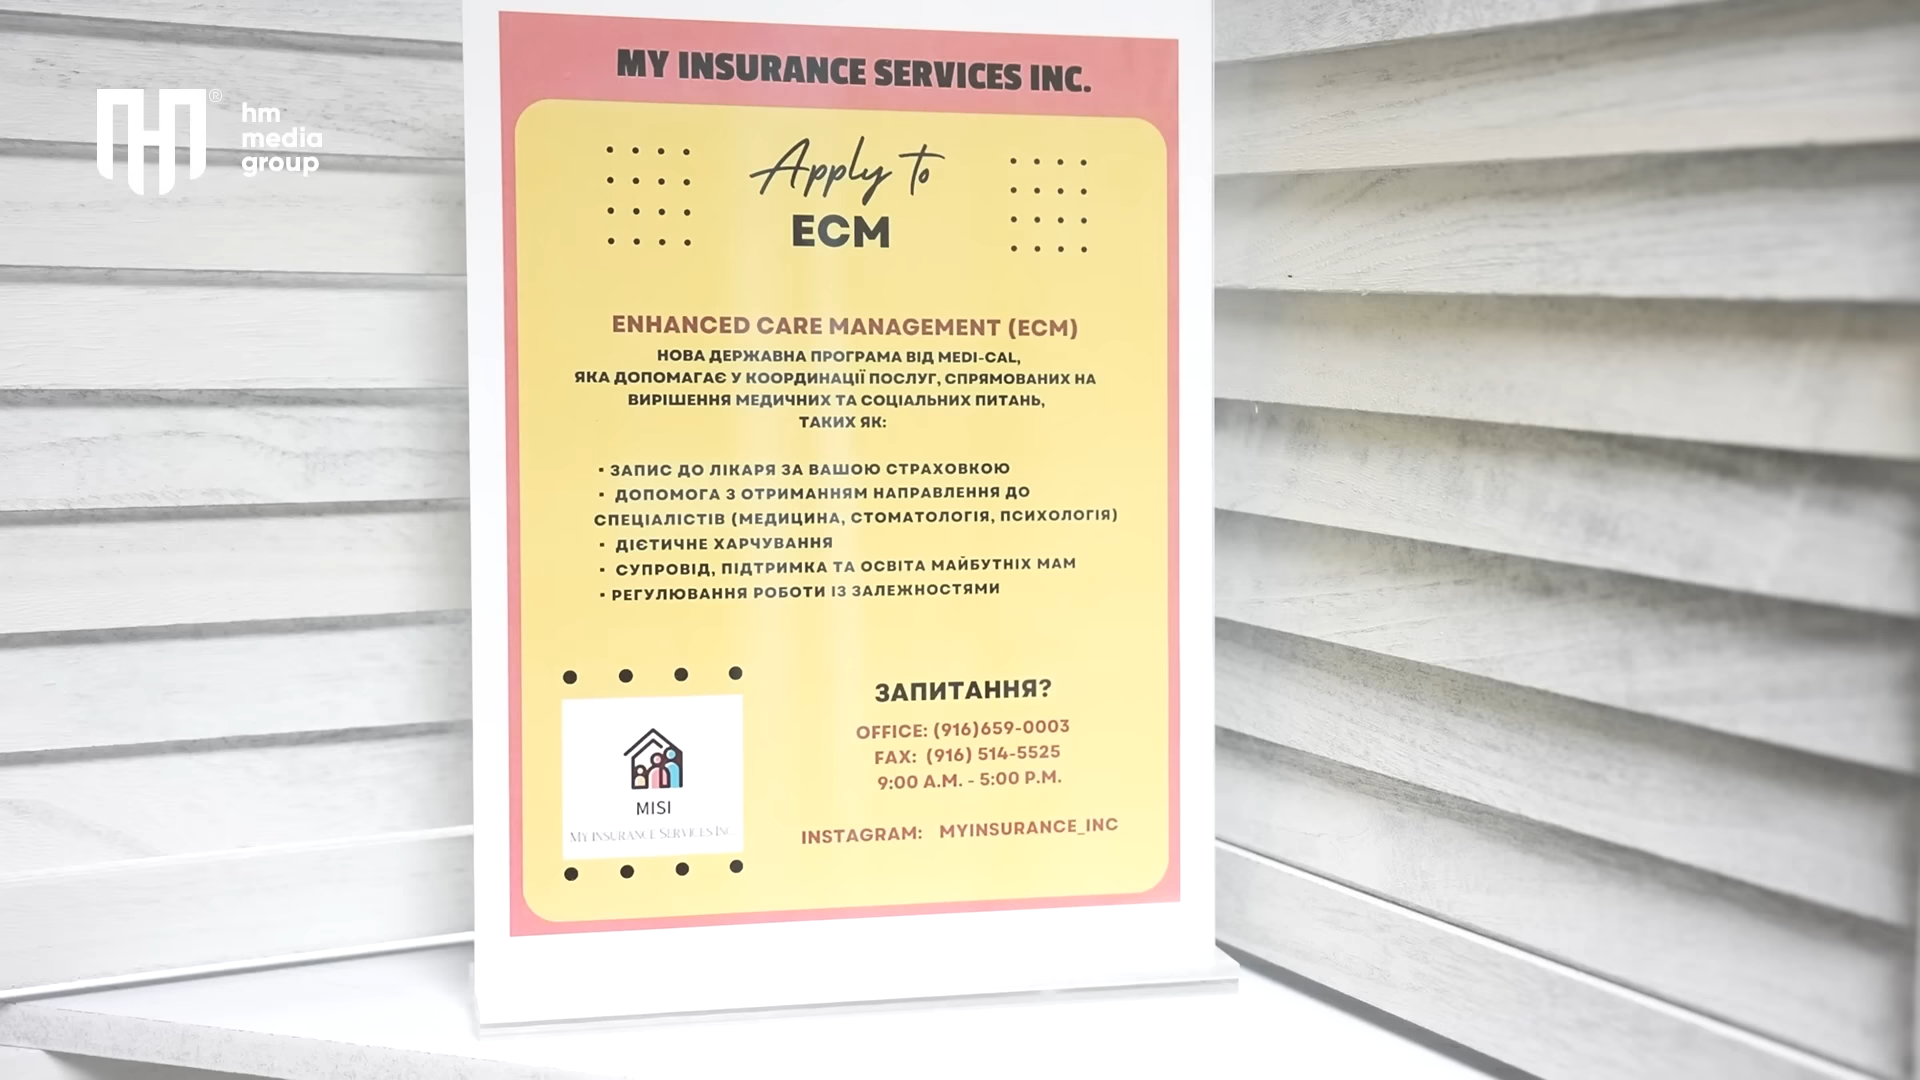 hm
media
group
MY INSURANCE SERVICES INC.
Apply to
ECM
ENHANCED CARE MANAGEMENT (ECM)
НОВА ДЕРЖАВНА ПРОГРАМА ВІД MEDI-CAL,
ЯКА ДОПОМАГАЄ У КООРДИНАЦІЇ ПОСЛУГ, СПРЯМОВАНИХ НА
ВИРІШЕННЯ МЕДИЧНИХ ТА СОЦІАЛЬНИХ ПИТАНЬ,
ТАКИХ ЯК:
▪ ЗАПИС ДО ЛІКАРЯ ЗА ВАШОЮ СТРАХОВКОЮ
▪ ДОПОМОГА З ОТРИМАННЯМ НАПРАВЛЕННЯ ДО
СПЕЦІАЛІСТІВ (МЕДИЦИНА, СТОМАТОЛОГІЯ, ПСИХОЛОГІЯ)
▪ ДІЄТИЧНЕ ХАРЧУВАННЯ
▪ СУПРОВІД, ПІДТРИМКА ТА ОСВІТА МАЙБУТНІХ МАМ
▪ РЕГУЛЮВАННЯ РОБОТИ ІЗ ЗАЛЕЖНОСТЯМИ
MISI
MY INSURANCE SERVICES INC.
ЗАПИТАННЯ?
OFFICE: (916)659-0003
FAX: (916) 514-5525
9:00 A.M. - 5:00 P.M.
INSTAGRAM: MYINSURANCE_INC